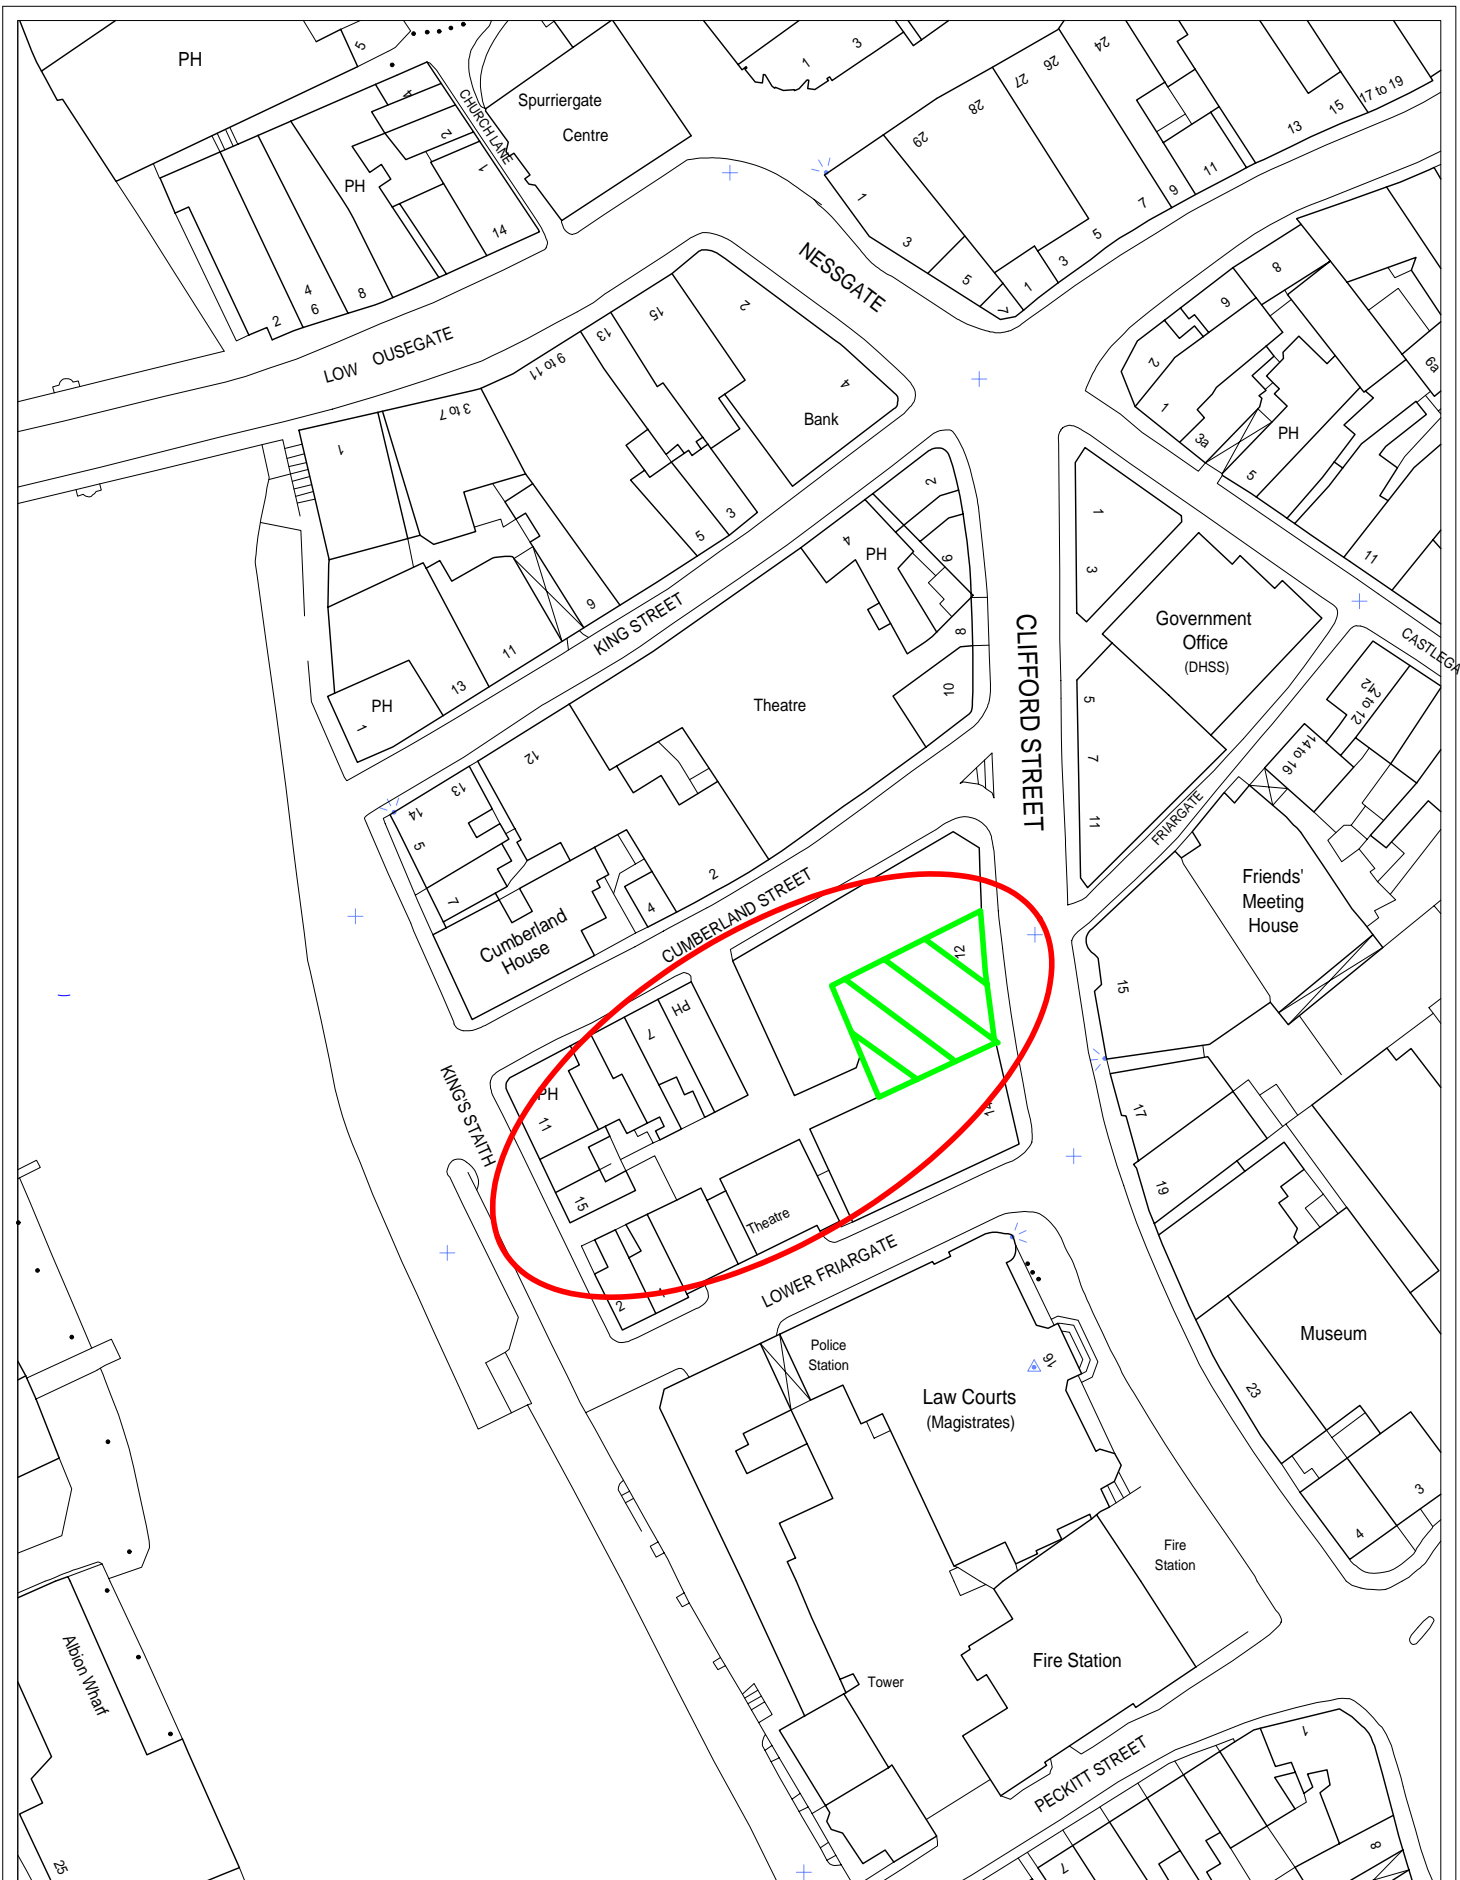 PH
5
4
CHURCH LANE
2
1
Spurriergate
Centre
PH
14
2
4
6
8
1
3
29
28
27
26
24
17 to 19
15
13
11
9
7
5
3
1
1
3
5
7
NESSGATE
LOW OUSEGATE
1
3 to 7
9 to 11
13
15
2
4
Bank
8
9
2
1
3a
PH
5
6a
11
5
3
9
11
13
PH
1
KING STREET
2
4
PH
6
8
10
Theatre
CLIFFORD STREET
1
3
5
7
11
Government
Office
(DHSS)
CASTLEGA
2 to 12
14 to 16
FRIARGATE
12
13
14
5
7
Cumberland
House
4
2
CUMBERLAND STREET
Friends'
Meeting
House
12
15
PH
7
PH
11
15
KING'S STAITH
14
17
19
Theatre
2
4
LOWER FRIARGATE
Police
Station
Law Courts
(Magistrates)
16
Museum
23
3
4
Fire
Station
Fire Station
Tower
Albion Wharf
25
PECKITT STREET
1
7
8